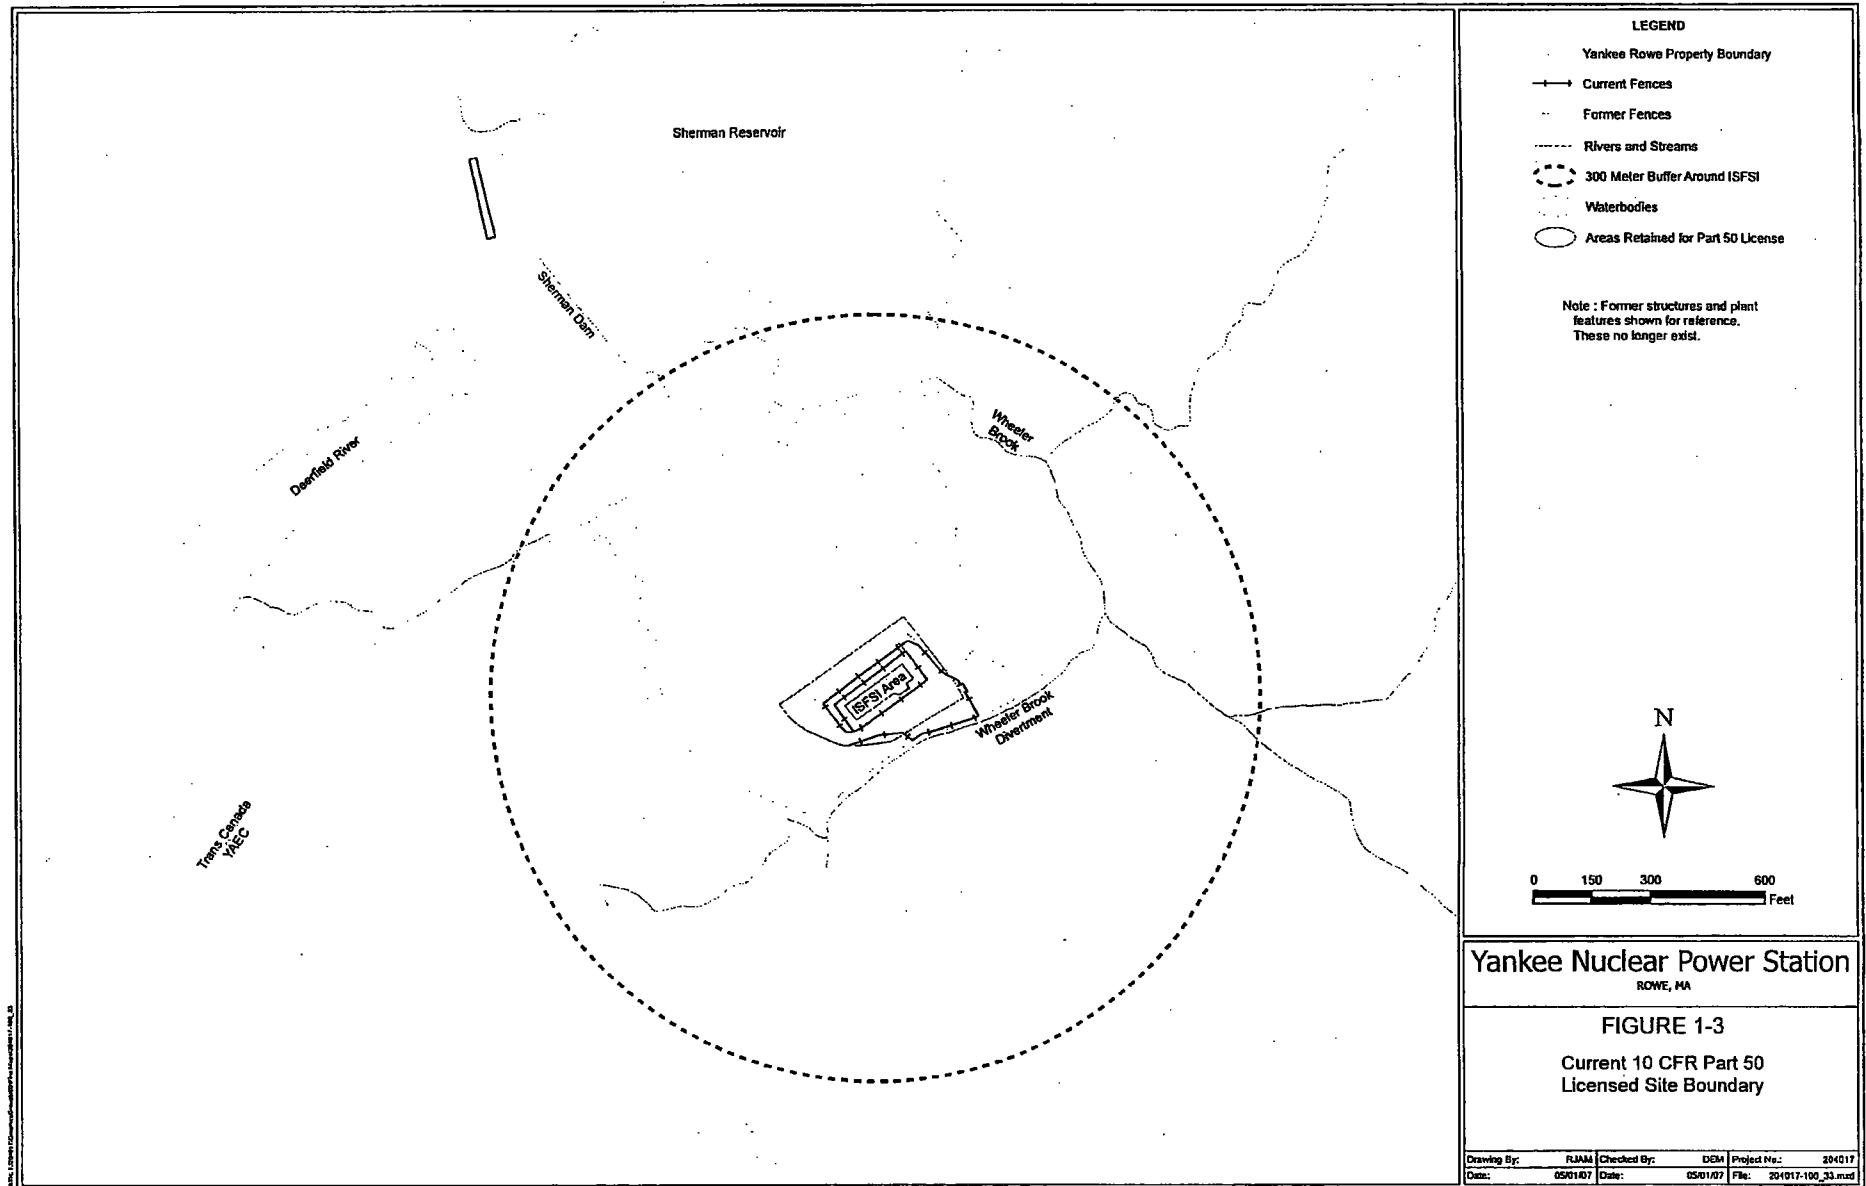 Sherman Reservoir
Sherman Dam
Deerfield River
Wheeler
Brook
ISFSI Area
Wheeler Brook
Divertment
Trans Canada
YAEC
LEGEND
Yankee Rowe Property Boundary
Current Fences
Former Fences
Rivers and Streams
300 Meter Buffer Around ISFSI
Waterbodies
Areas Retained for Part 50 License
Note : Former structures and plant
features shown for reference.
These no longer exist.
N
0 150 300 600
Feet
Yankee Nuclear Power Station
ROWE, MA
FIGURE 1-3
Current 10 CFR Part 50
Licensed Site Boundary
Drawing By: RJAM Checked By: DEM Project No.: 204017
Date: 05/01/07 Date: 05/01/07 File: 204017-100_33.mxd